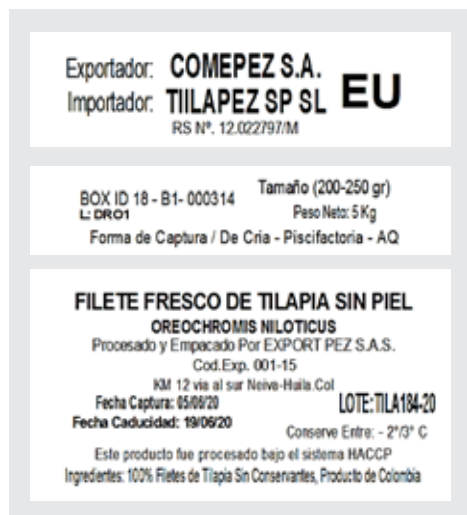 Exportador: COMEPEZ S.A.
Importador: TIILAPEZ SP SL EU
RS Nº. 12.022797/M
BOX ID 18 - B1- 000314 Tamaño (200-250 gr)
L: DRO1 Peso Neto: 5 Kg
Forma de Captura / De Cria - Piscifactoria - AQ
FILETE FRESCO DE TILAPIA SIN PIEL
OREOCHROMIS NILOTICUS
Procesado y Empacado Por EXPORT PEZ S.A.S.
Cod.Exp. 001-15
KM 12 via al sur Neiva-Huila.Col
Fecha Captura: 05/06/20 LOTE:TILA184-20
Fecha Caducidad: 19/06/20 Conserve Entre: - 2°/3° C
Este producto fue procesado bajo el sistema HACCP
Ingredientes: 100% Filetes de Tilapia Sin Conservantes, Producto de Colombia